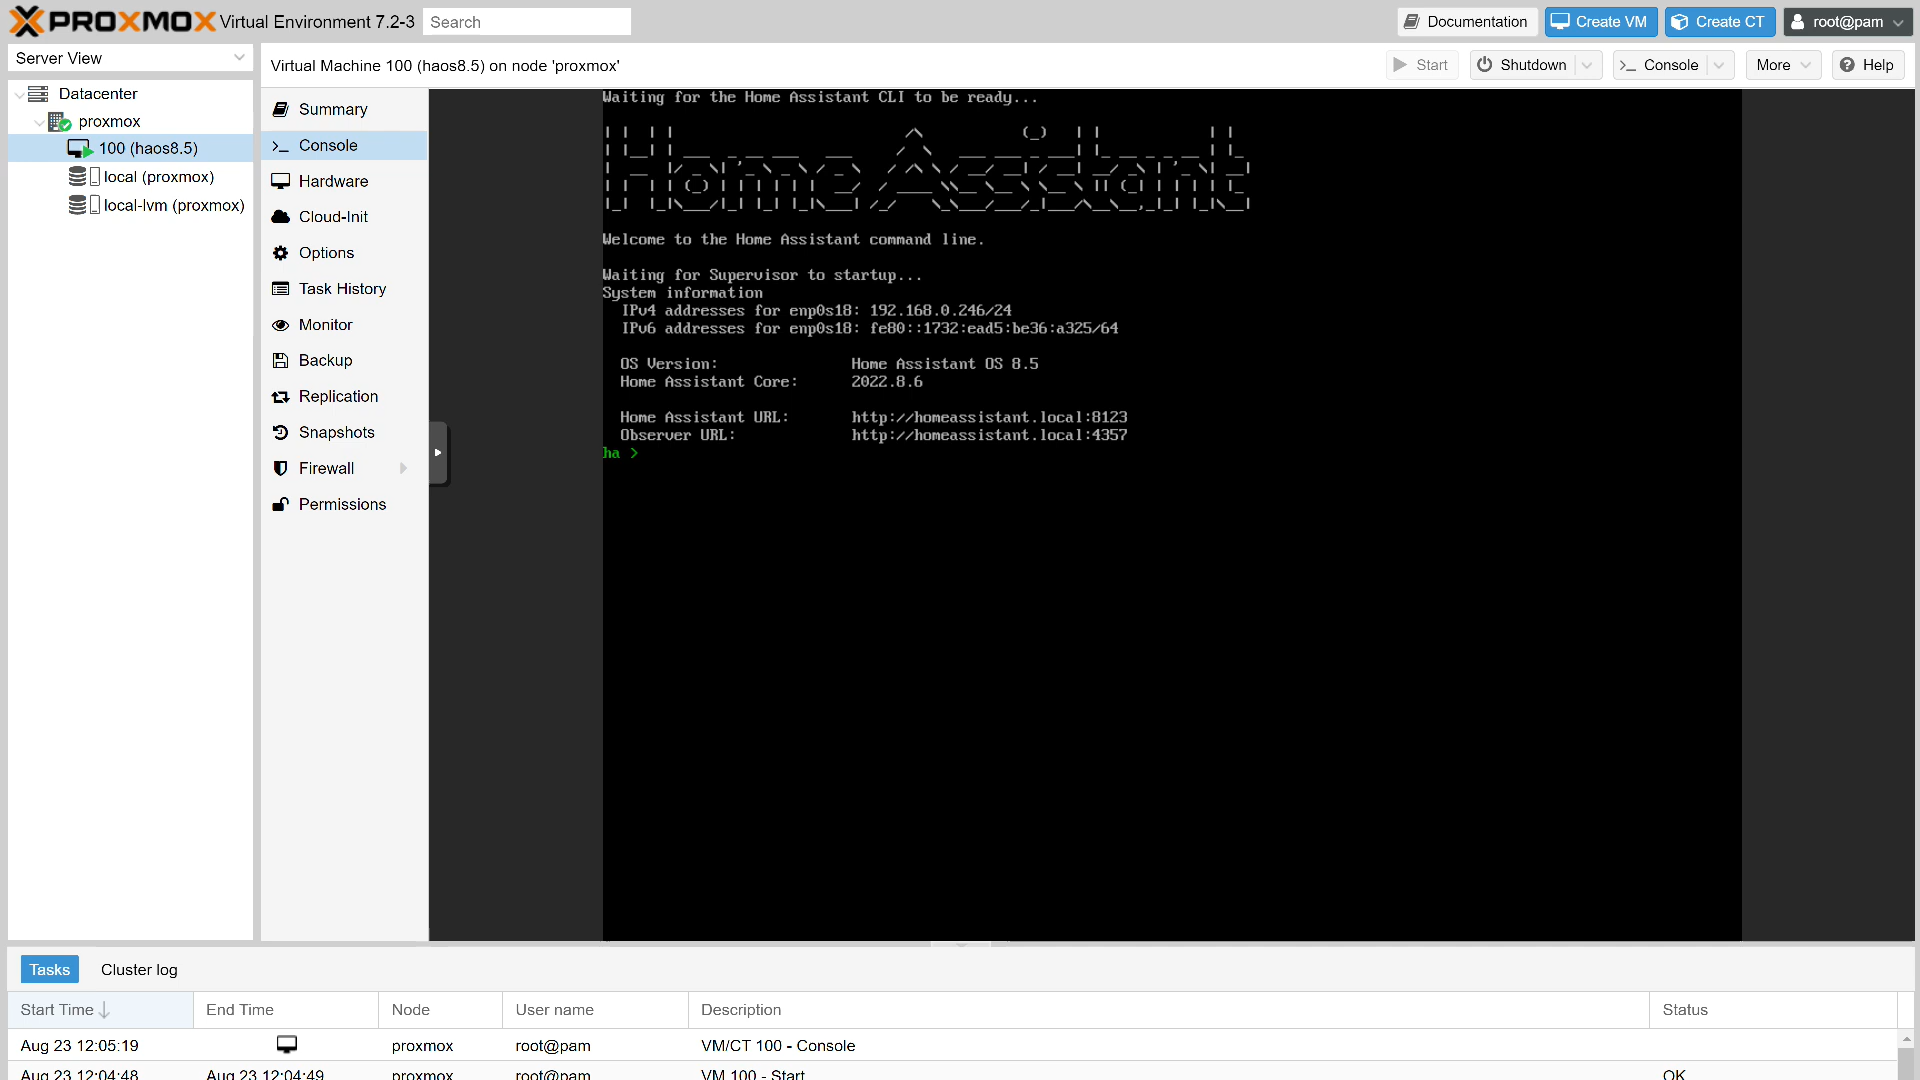 PROXMOX Virtual Environment 7.2-3 Search Documentation Create VM Create CT root@pam
Server View
Virtual Machine 100 (haos8.5) on node 'proxmox' Start Shutdown Console More Help
Datacenter
proxmox
100 (haos8.5)
local (proxmox)
local-lvm (proxmox)
Summary
Console
Hardware
Cloud-Init
Options
Task History
Monitor
Backup
Replication
Snapshots
Firewall
Permissions
Waiting for the Home Assistant CLI to be ready...
Home Assistant
Welcome to the Home Assistant command line.
Waiting for Supervisor to startup...
System information
IPv4 addresses for enp0s18: 192.168.0.246/24
IPv6 addresses for enp0s18: fe80::1732:ead5:be36:a325/64
OS Version: Home Assistant OS 8.5
Home Assistant Core: 2022.8.6
Home Assistant URL: http://homeassistant.local:8123
Observer URL: http://homeassistant.local:4357
ha >
Tasks Cluster log
Start Time End Time Node User name Description Status
Aug 23 12:05:19 proxmox root@pam VM/CT 100 - Console
Aug 23 12:04:48 Aug 23 12:04:49 proxmox root@pam VM 100 - Start OK